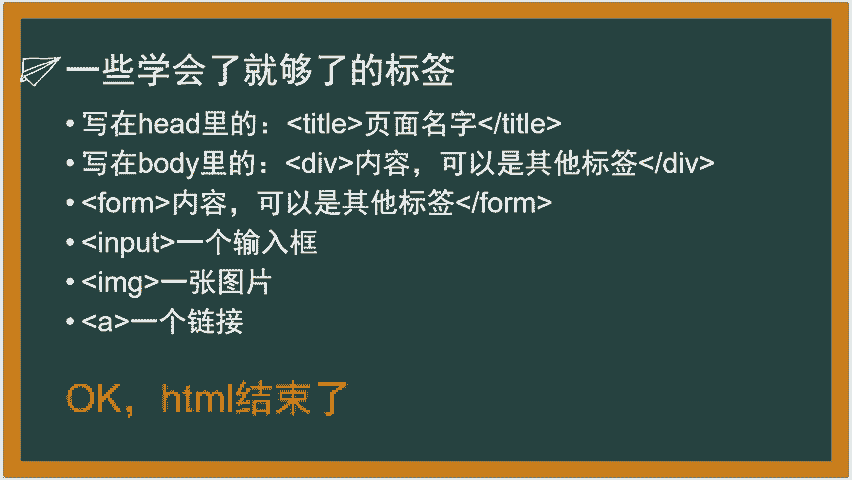 一些学会了就够了的标签
• 写在head里的：<title>页面名字</title>
• 写在body里的：<div>内容，可以是其他标签</div>
• <form>内容，可以是其他标签</form>
• <input>一个输入框
• <img>一张图片
• <a>一个链接
OK，html结束了